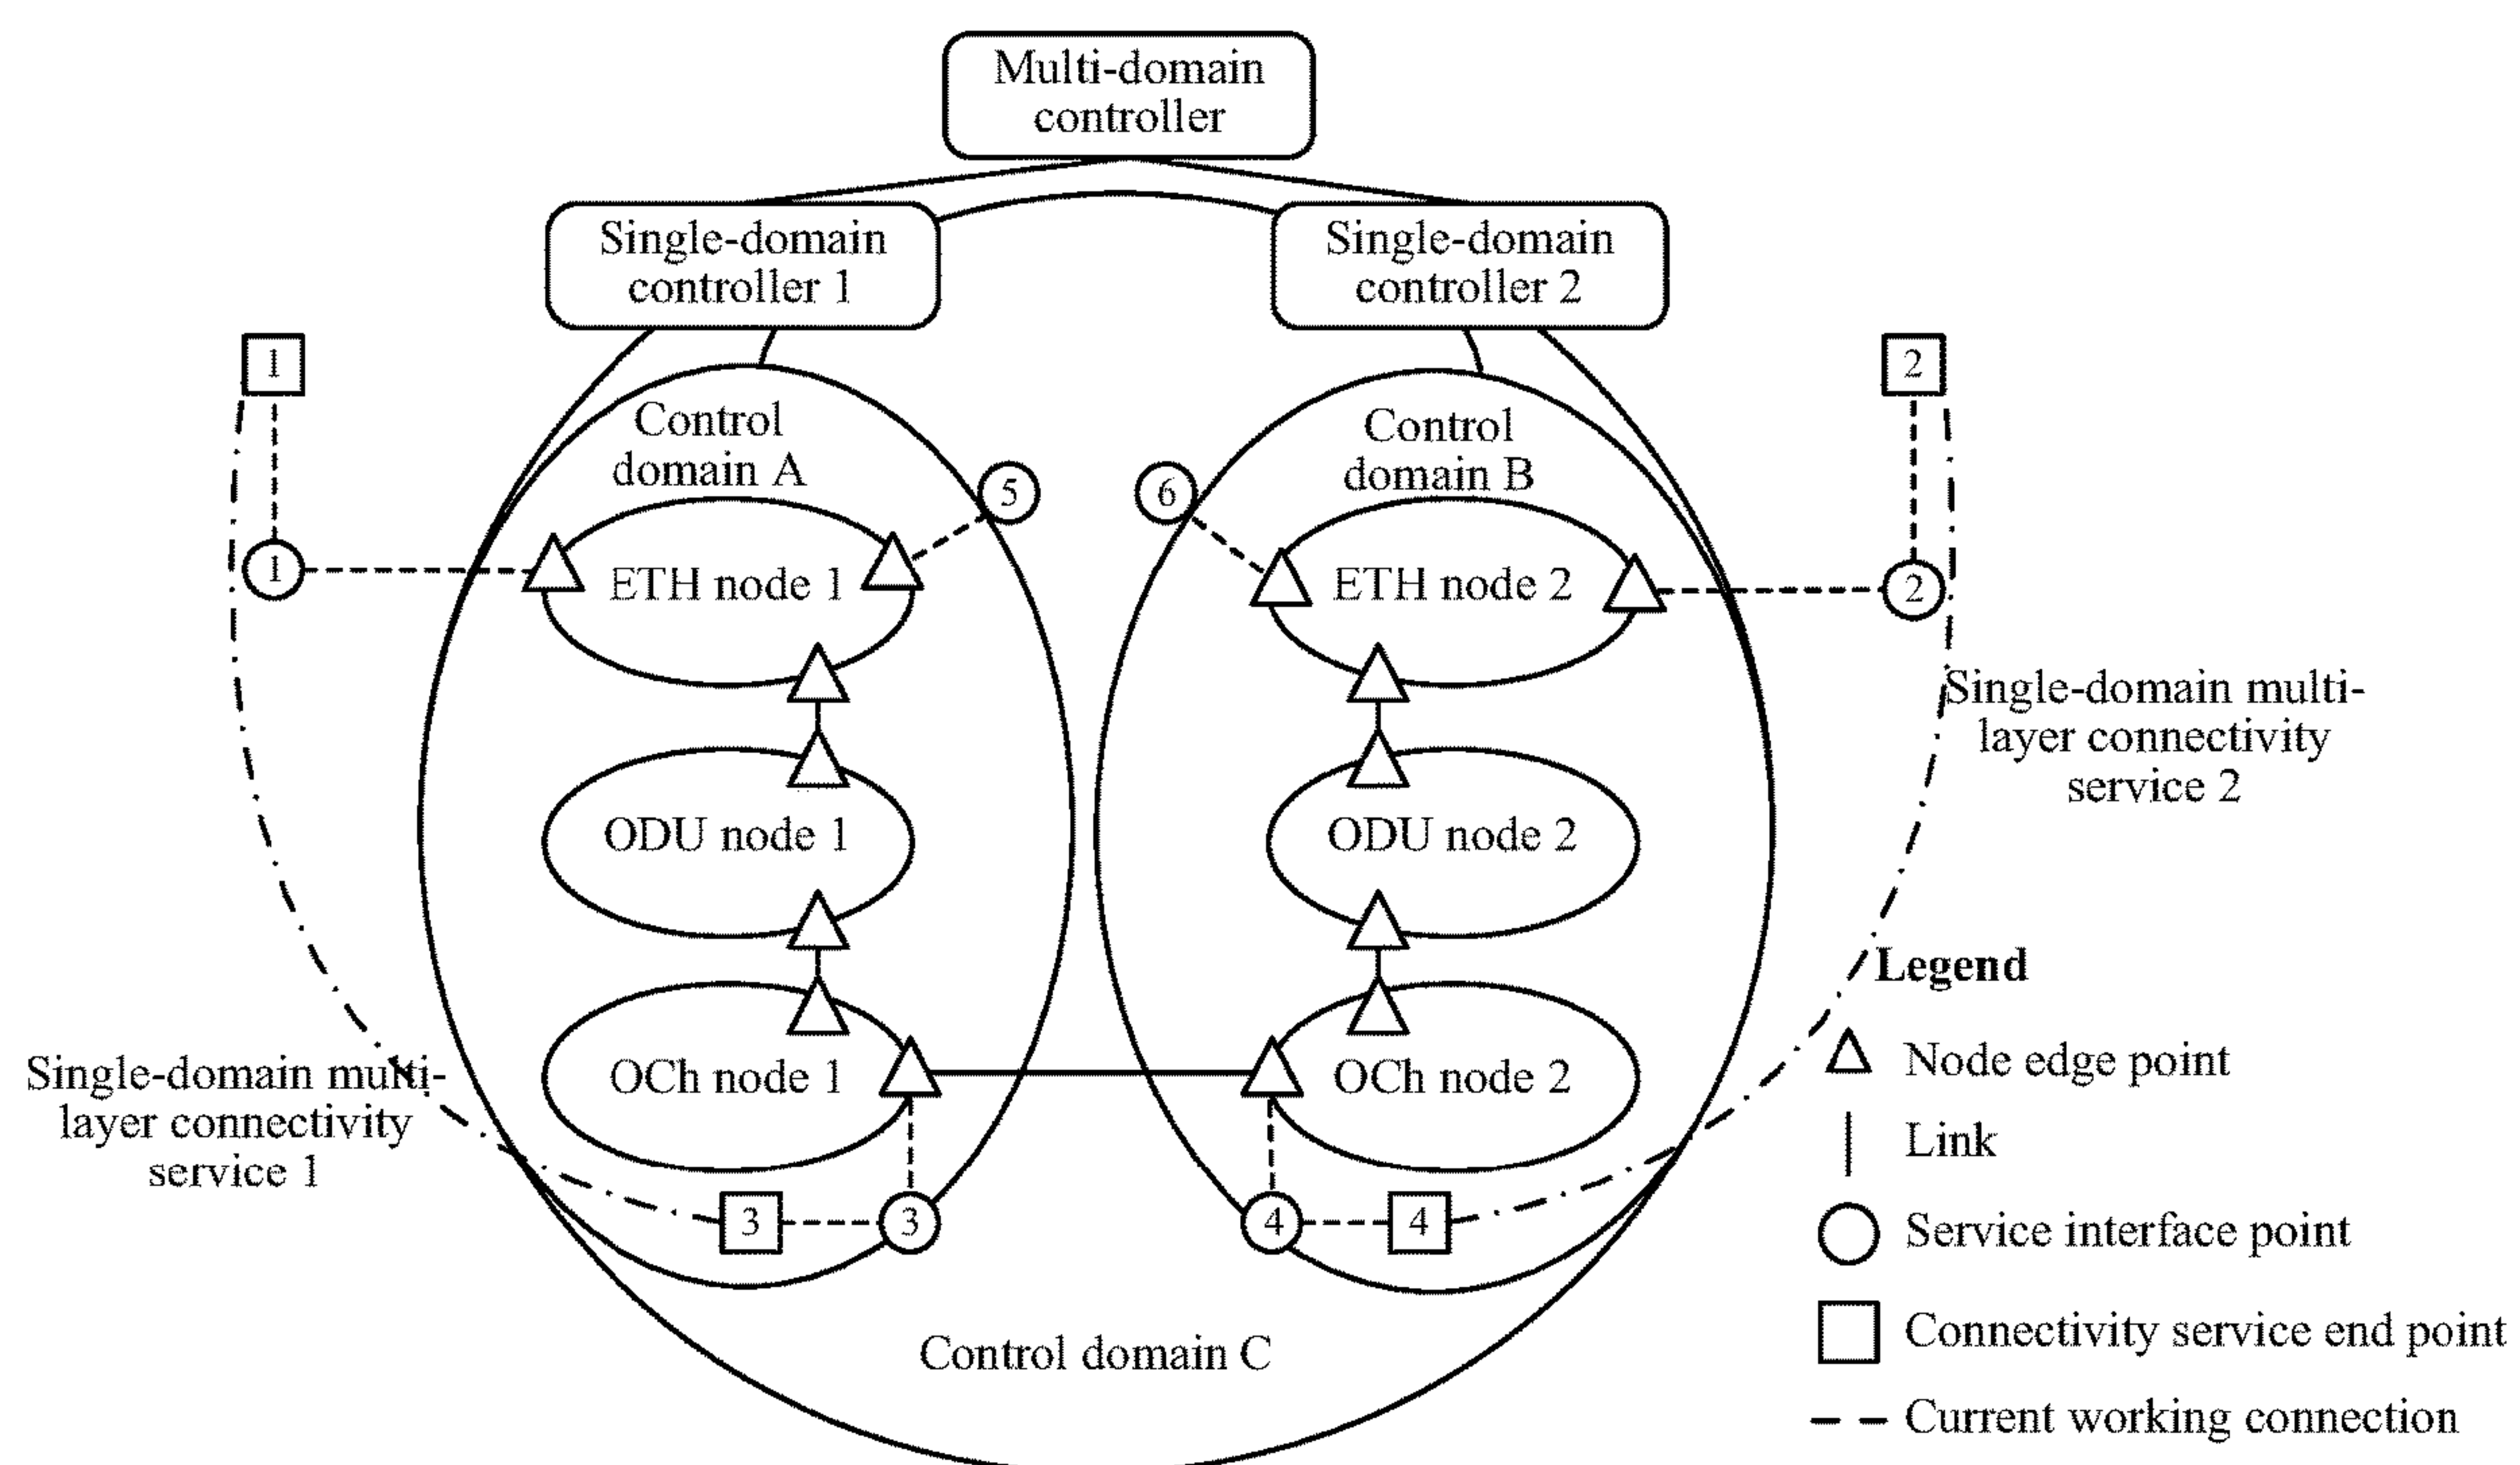 Multi-domain
controller
Single-domain
controller 1
Single-domain
controller 2
1
2
Control
domain A
Control
domain B
5
6
1
ETH node 1
ETH node 2
2
Single-domain multi-
layer connectivity
service 2
ODU node 1
ODU node 2
Legend
Single-domain multi-
layer connectivity
service 1
OCh node 1
OCh node 2
Node edge point
Link
3
3
4
4
Service interface point
Control domain C
Connectivity service end point
Current working connection